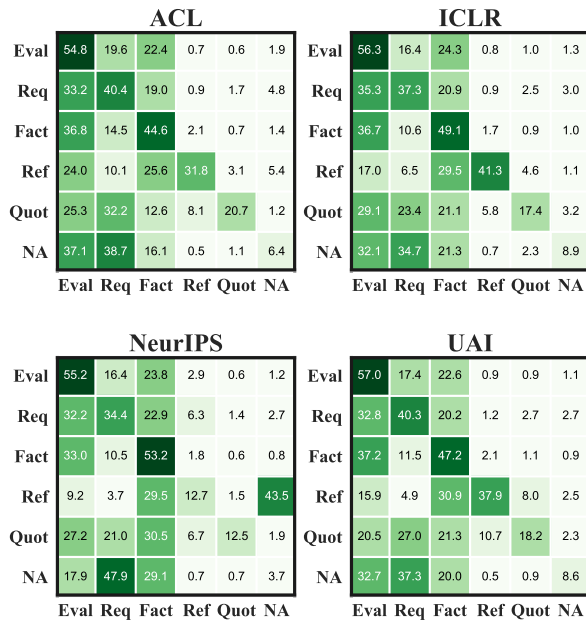 ACL
Eval 54.8 19.6 22.4 0.7 0.6 1.9
Req 33.2 40.4 19.0 0.9 1.7 4.8
Fact 36.8 14.5 44.6 2.1 0.7 1.4
Ref 24.0 10.1 25.6 31.8 3.1 5.4
Quot 25.3 32.2 12.6 8.1 20.7 1.2
NA 37.1 38.7 16.1 0.5 1.1 6.4
Eval Req Fact Ref Quot NA
ICLR
Eval 56.3 16.4 24.3 0.8 1.0 1.3
Req 35.3 37.3 20.9 0.9 2.5 3.0
Fact 36.7 10.6 49.1 1.7 0.9 1.0
Ref 17.0 6.5 29.5 41.3 4.6 1.1
Quot 29.1 23.4 21.1 5.8 17.4 3.2
NA 32.1 34.7 21.3 0.7 2.3 8.9
Eval Req Fact Ref Quot NA
NeurIPS
Eval 55.2 16.4 23.8 2.9 0.6 1.2
Req 32.2 34.4 22.9 6.3 1.4 2.7
Fact 33.0 10.5 53.2 1.8 0.6 0.8
Ref 9.2 3.7 29.5 12.7 1.5 43.5
Quot 27.2 21.0 30.5 6.7 12.5 1.9
NA 17.9 47.9 29.1 0.7 0.7 3.7
Eval Req Fact Ref Quot NA
UAI
Eval 57.0 17.4 22.6 0.9 0.9 1.1
Req 32.8 40.3 20.2 1.2 2.7 2.7
Fact 37.2 11.5 47.2 2.1 1.1 0.9
Ref 15.9 4.9 30.9 37.9 8.0 2.5
Quot 20.5 27.0 21.3 10.7 18.2 2.3
NA 32.7 37.3 20.0 0.5 0.9 8.6
Eval Req Fact Ref Quot NA